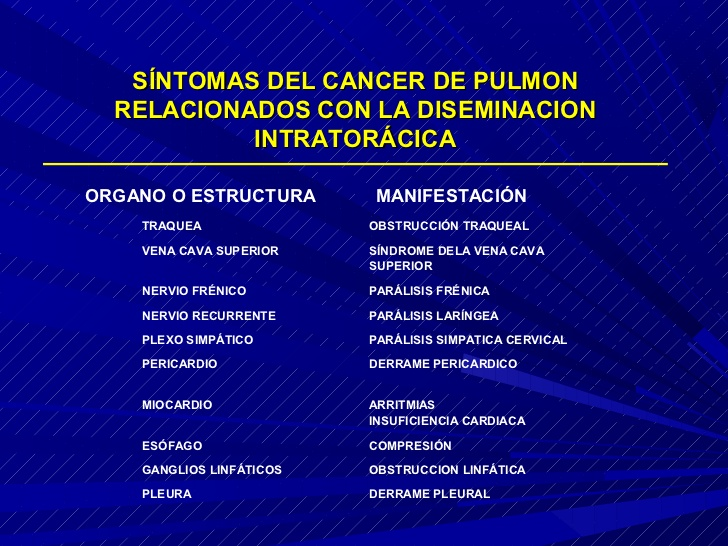 SÍNTOMAS DEL CANCER DE PULMON
RELACIONADOS CON LA DISEMINACION
INTRATORÁCICA
ORGANO O ESTRUCTURA MANIFESTACIÓN
TRAQUEA OBSTRUCCIÓN TRAQUEAL
VENA CAVA SUPERIOR SÍNDROME DELA VENA CAVA
SUPERIOR
NERVIO FRÉNICO PARÁLISIS FRÉNICA
NERVIO RECURRENTE PARÁLISIS LARÍNGEA
PLEXO SIMPÁTICO PARÁLISIS SIMPATICA CERVICAL
PERICARDIO DERRAME PERICARDICO
MIOCARDIO ARRITMIAS
INSUFICIENCIA CARDIACA
ESÓFAGO COMPRESIÓN
GANGLIOS LINFÁTICOS OBSTRUCCION LINFÁTICA
PLEURA DERRAME PLEURAL